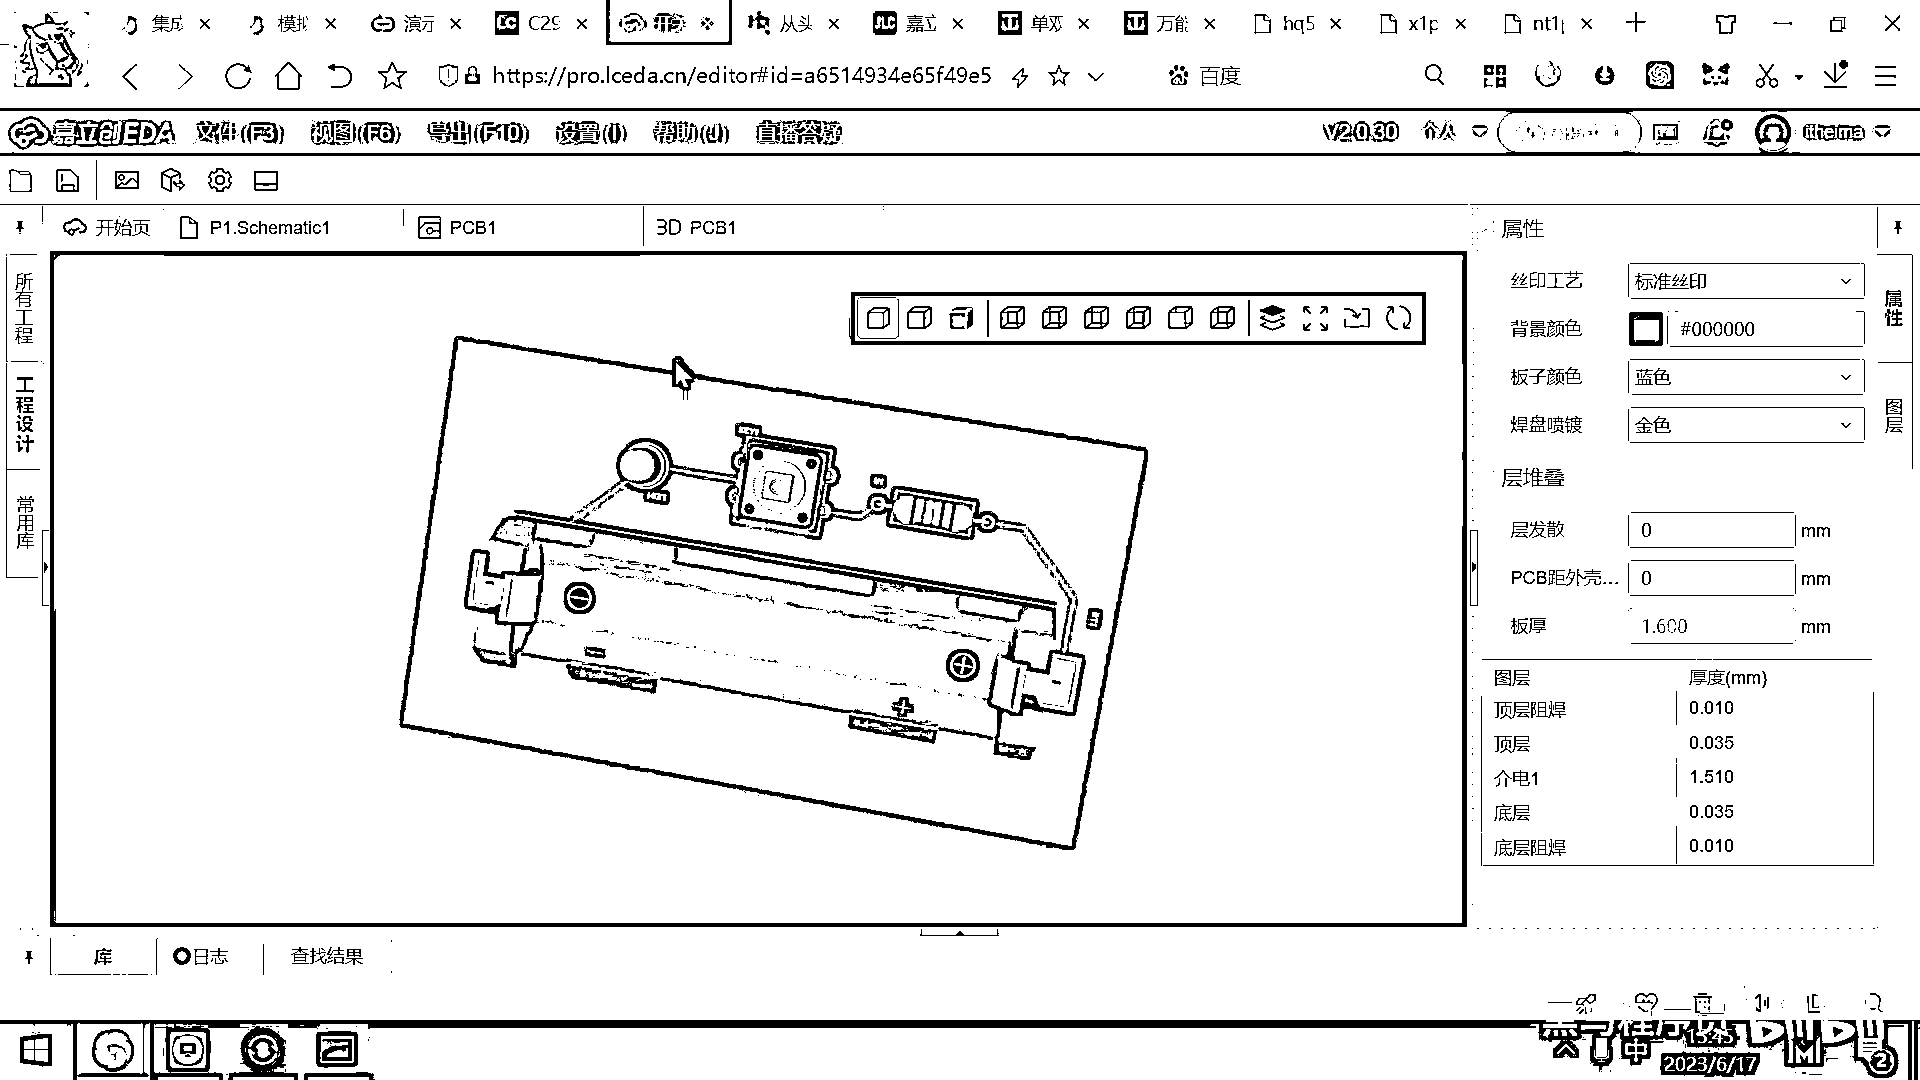 集成 模拟 演示 C29 开家 从头 嘉立 单双 万能 hq5 x1p nt1p
https://pro.lceda.cn/editor#id=a6514934e65f49e5 百度
嘉立创EDA 文件(F3) 视图(F6) 导出(F10) 设置(I) 帮助(J) 直播答疑 V2.0.30 个人 itheima
开始页 P1.Schematic1 PCB1 3D PCB1 属性
所有工程
工程设计
常用库
丝印工艺 标准丝印
背景颜色 #000000
板子颜色 蓝色
焊盘喷镀 金色
属性
图层
层堆叠
层发散 0 mm
PCB距外壳... 0 mm
板厚 1.600 mm
图层 厚度(mm)
顶层阻焊 0.010
顶层 0.035
介电1 1.510
底层 0.035
底层阻焊 0.010
库 日志 查找结果
中 15:43
2023/6/17 2